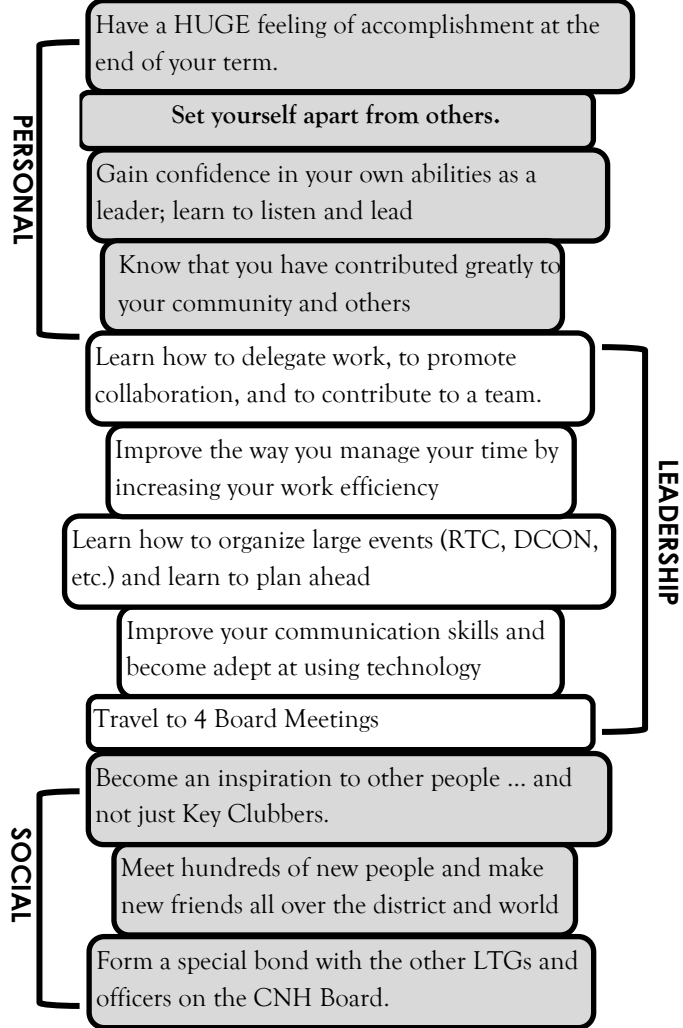 Have a HUGE feeling of accomplishment at the
end of your term.
Set yourself apart from others.
Gain confidence in your own abilities as a
leader; learn to listen and lead
Know that you have contributed greatly to
your community and others
PERSONAL
Learn how to delegate work, to promote
collaboration, and to contribute to a team.
Improve the way you manage your time by
increasing your work efficiency
Learn how to organize large events (RTC, DCON,
etc.) and learn to plan ahead
Improve your communication skills and
become adept at using technology
Travel to 4 Board Meetings
LEADERSHIP
Become an inspiration to other people ... and
not just Key Clubbers.
Meet hundreds of new people and make
new friends all over the district and world
Form a special bond with the other LTGs and
officers on the CNH Board.
SOCIAL